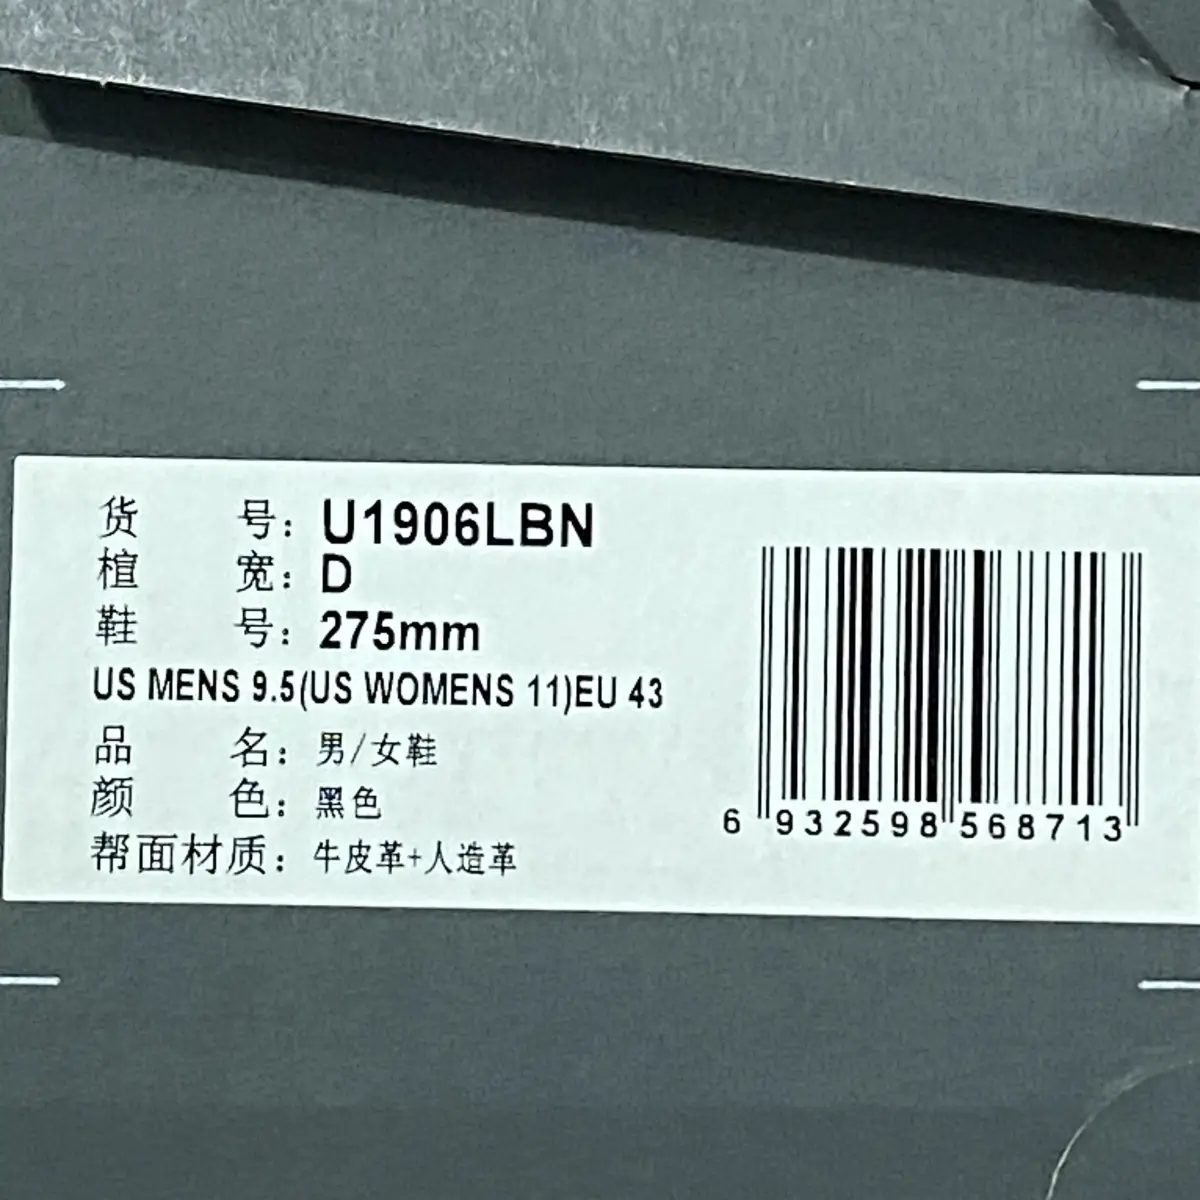 货 号：U1906LBN
楦 宽：D
鞋 号：275mm
US MENS 9.5(US WOMENS 11)EU 43
品 名：男/女鞋
颜 色：黑色
帮面材质：牛皮革+人造革
6 932598 568713